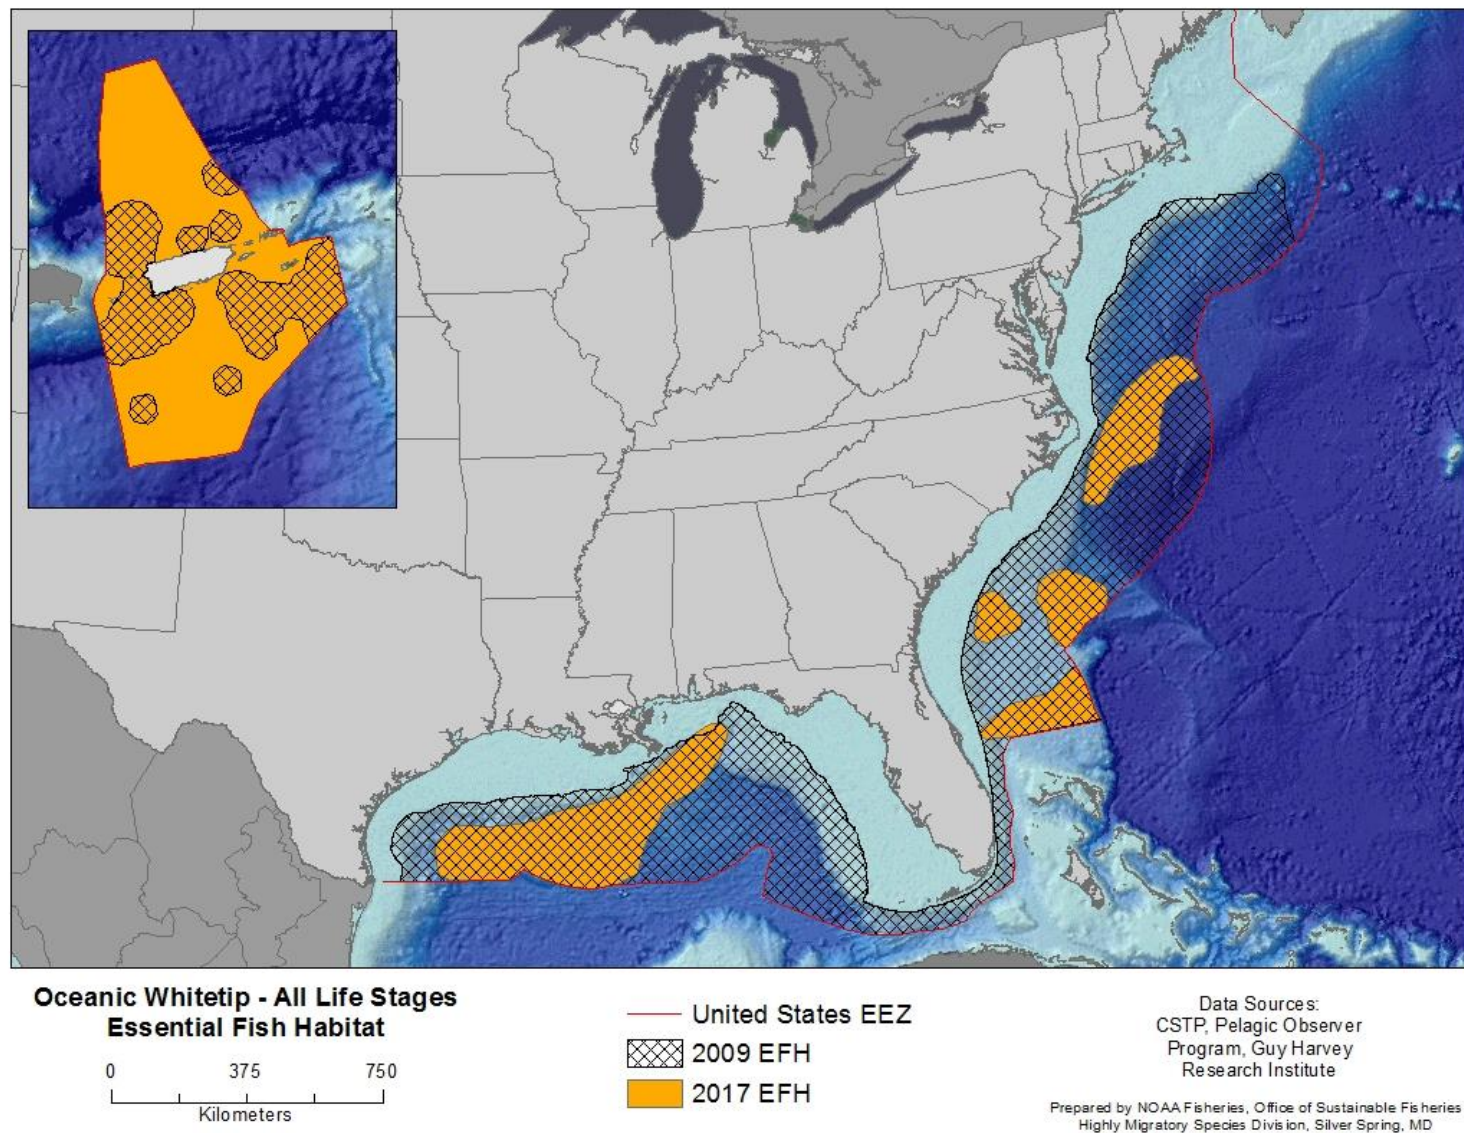 Oceanic Whitetip - All Life Stages
Essential Fish Habitat
0 375 750
Kilometers
United States EEZ
2009 EFH
2017 EFH
Data Sources:
CSTP, Pelagic Observer
Program, Guy Harvey
Research Institute
Prepared by NOAA Fisheries, Office of Sustainable Fisheries
Highly Migratory Species Division, Silver Spring, MD